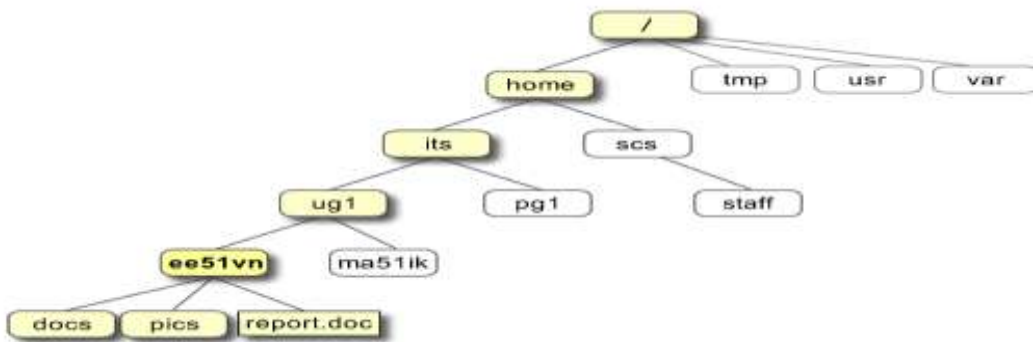 /
home
tmp
usr
var
its
scs
ug1
pg1
staff
ee51vn
ma51ik
docs
pics
report.doc